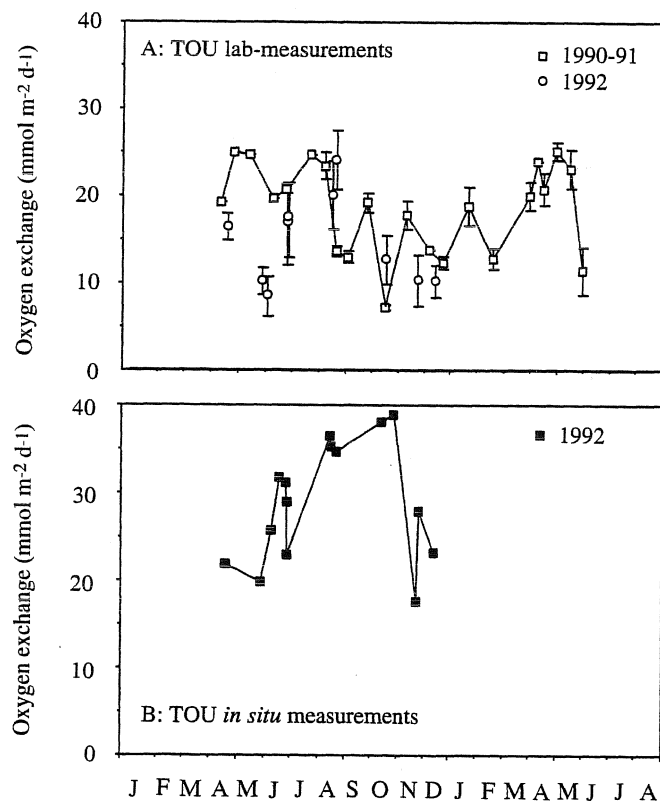 40
A: TOU lab-measurements
1990-91
1992
30
20
10
0
Oxygen exchange (mmol m-2 d-1)
40
1992
30
20
10
B: TOU in situ measurements
0
Oxygen exchange (mmol m-2 d-1)
J F M A M J J A S O N D J F M A M J J A